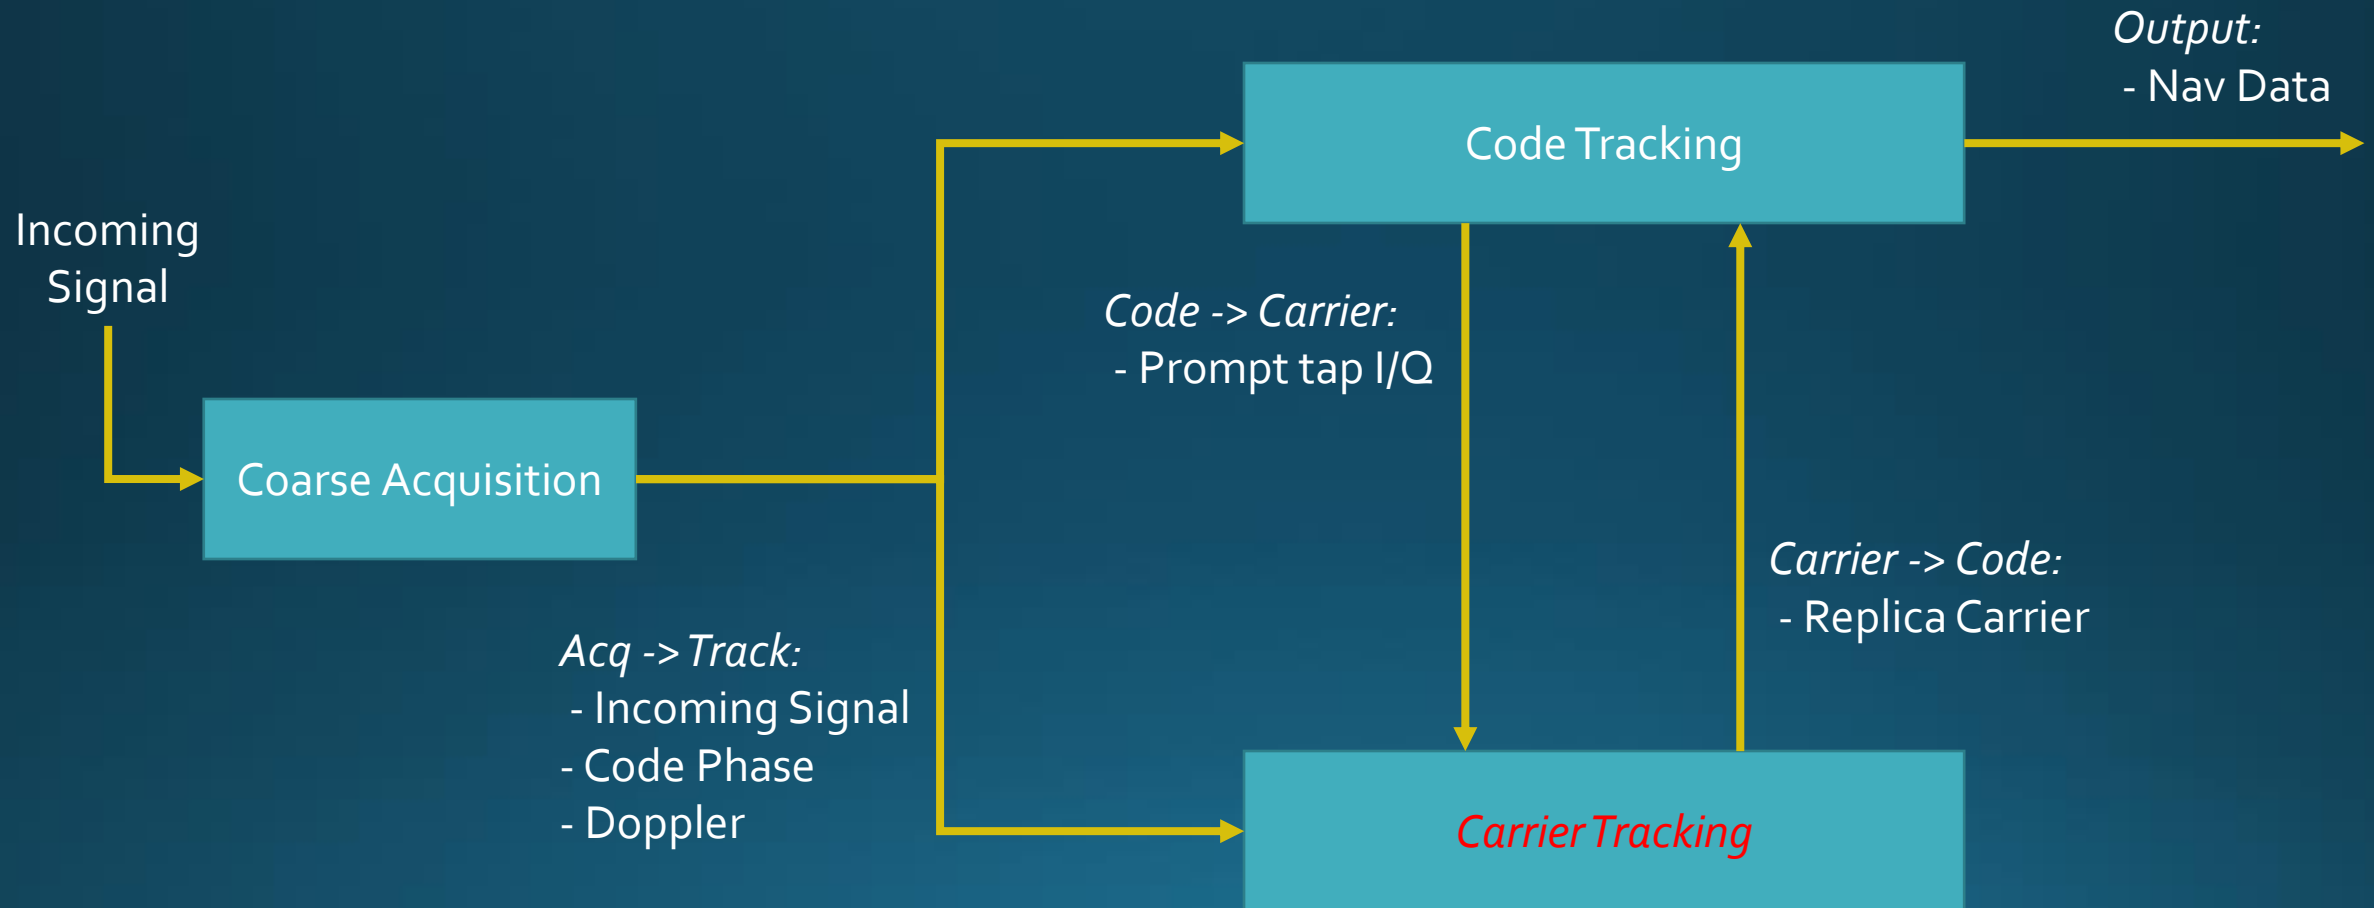 Output:
- Nav Data
Code Tracking
Incoming
Signal
Code -> Carrier:
- Prompt tap I/Q
Coarse Acquisition
Carrier -> Code:
- Replica Carrier
Acq -> Track:
- Incoming Signal
- Code Phase
- Doppler
Carrier Tracking